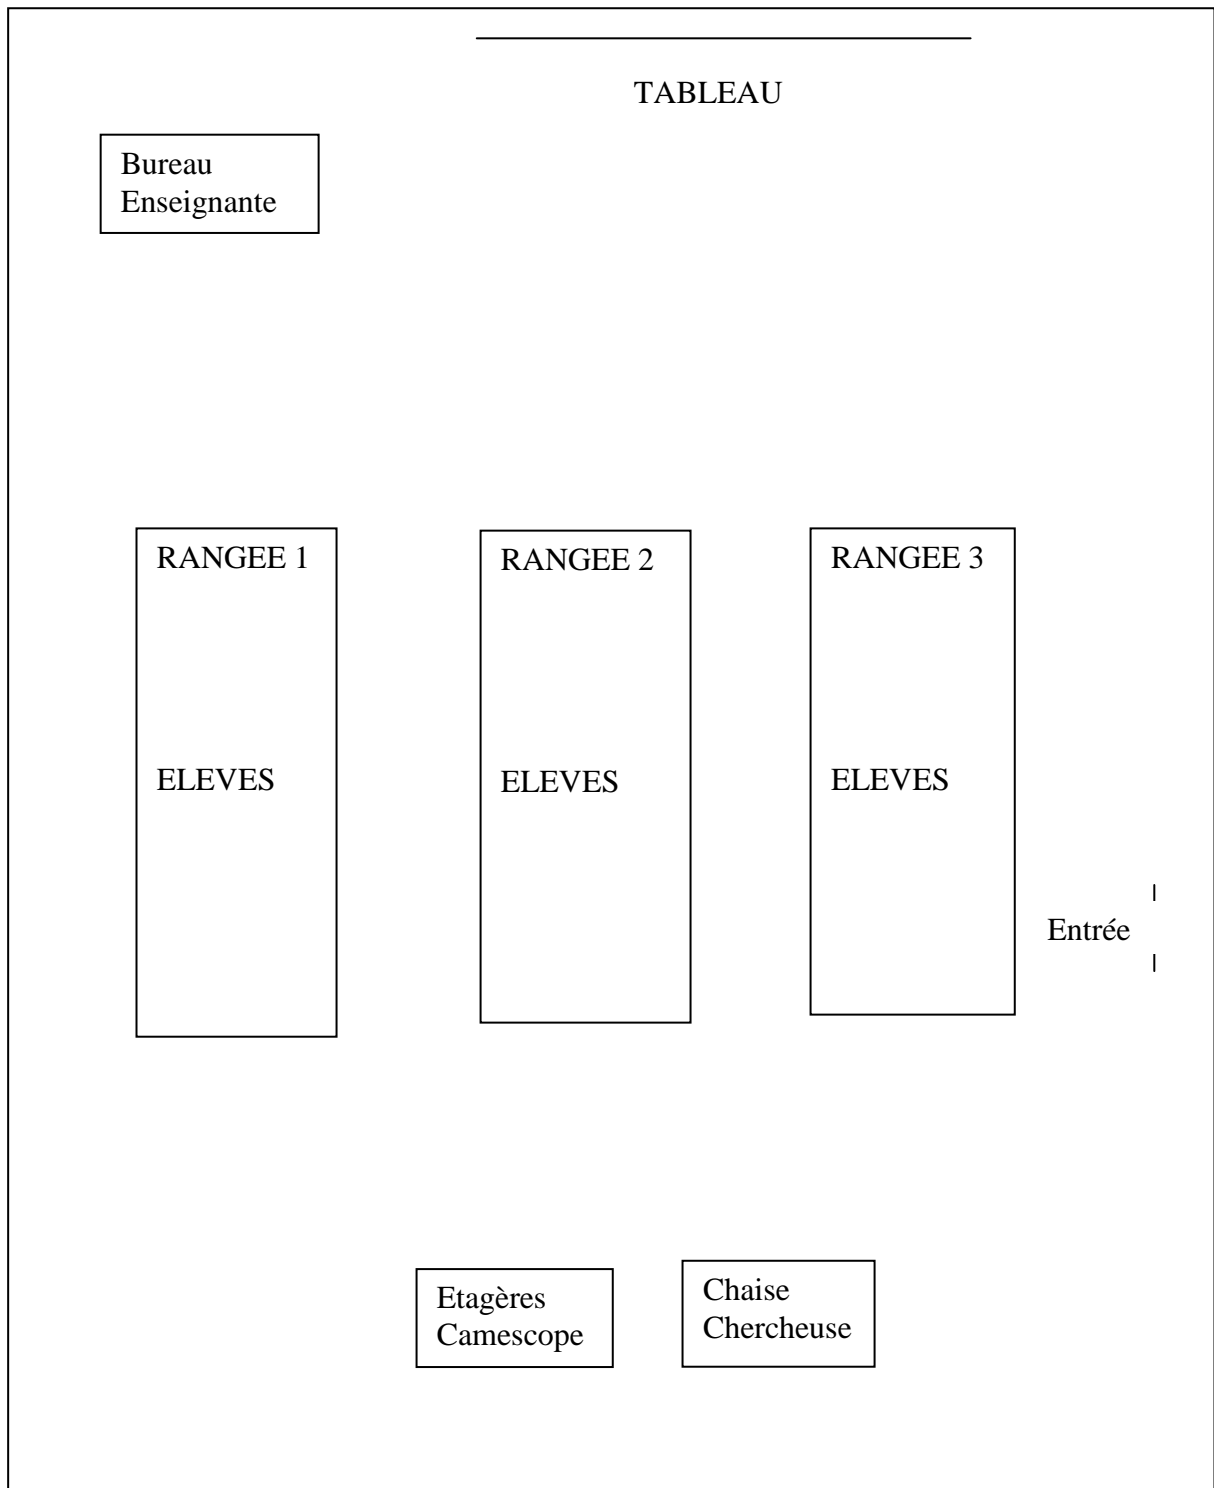 TABLEAU
Bureau
Enseignante
RANGEE 1
ELEVES
RANGEE 2
ELEVES
RANGEE 3
ELEVES
Entrée
Etagères
Camescope
Chaise
Chercheuse